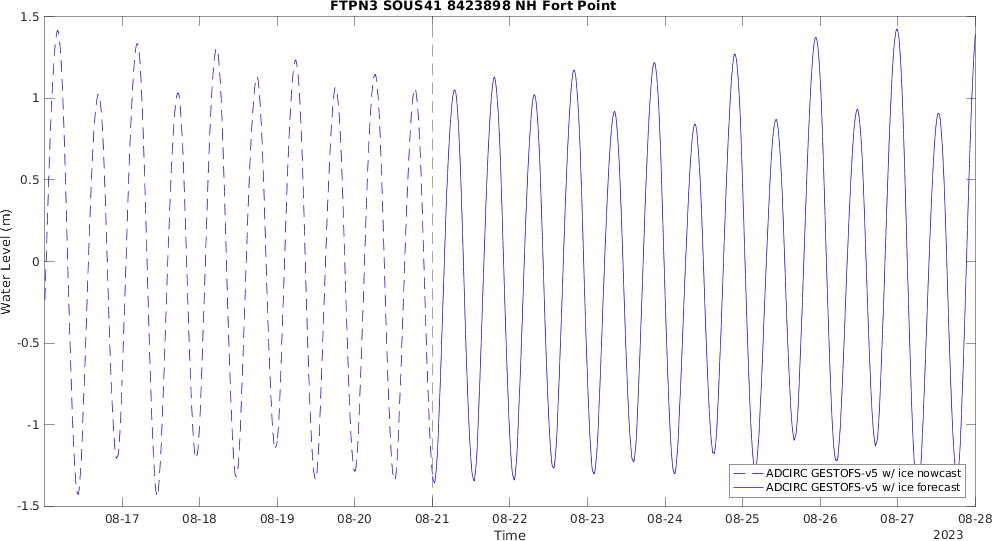 FTPN3 SOUS41 8423898 NH Fort Point
Water Level (m)
1.5
1
0.5
0
-0.5
-1
-1.5
ADCIRC GESTOFS-v5 w/ ice nowcast
ADCIRC GESTOFS-v5 w/ ice forecast
08-17 08-18 08-19 08-20 08-21 08-22 08-23 08-24 08-25 08-26 08-27 08-28
Time
2023